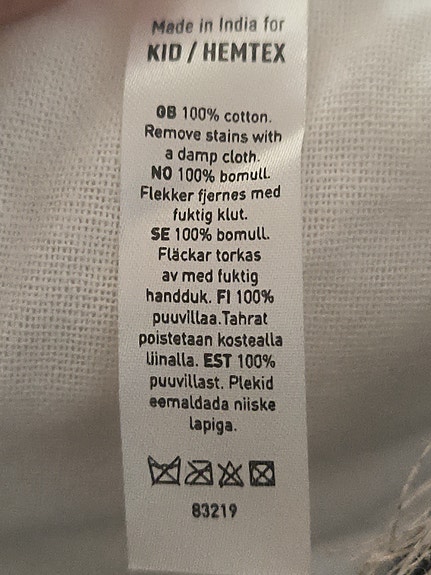 Made in India for
KID / HEMTEX
GB 100% cotton.
Remove stains with
a damp cloth.
NO 100% bomull.
Flekker fjernes med
fuktig klut.
SE 100% bomull.
Fläckar torkas
av med fuktig
handduk. FI 100%
puuvillaa.Tahrat
poistetaan kostealla
liinalla. EST 100%
puuvillast. Plekid
eemaldada niiske
lapiga.
83219